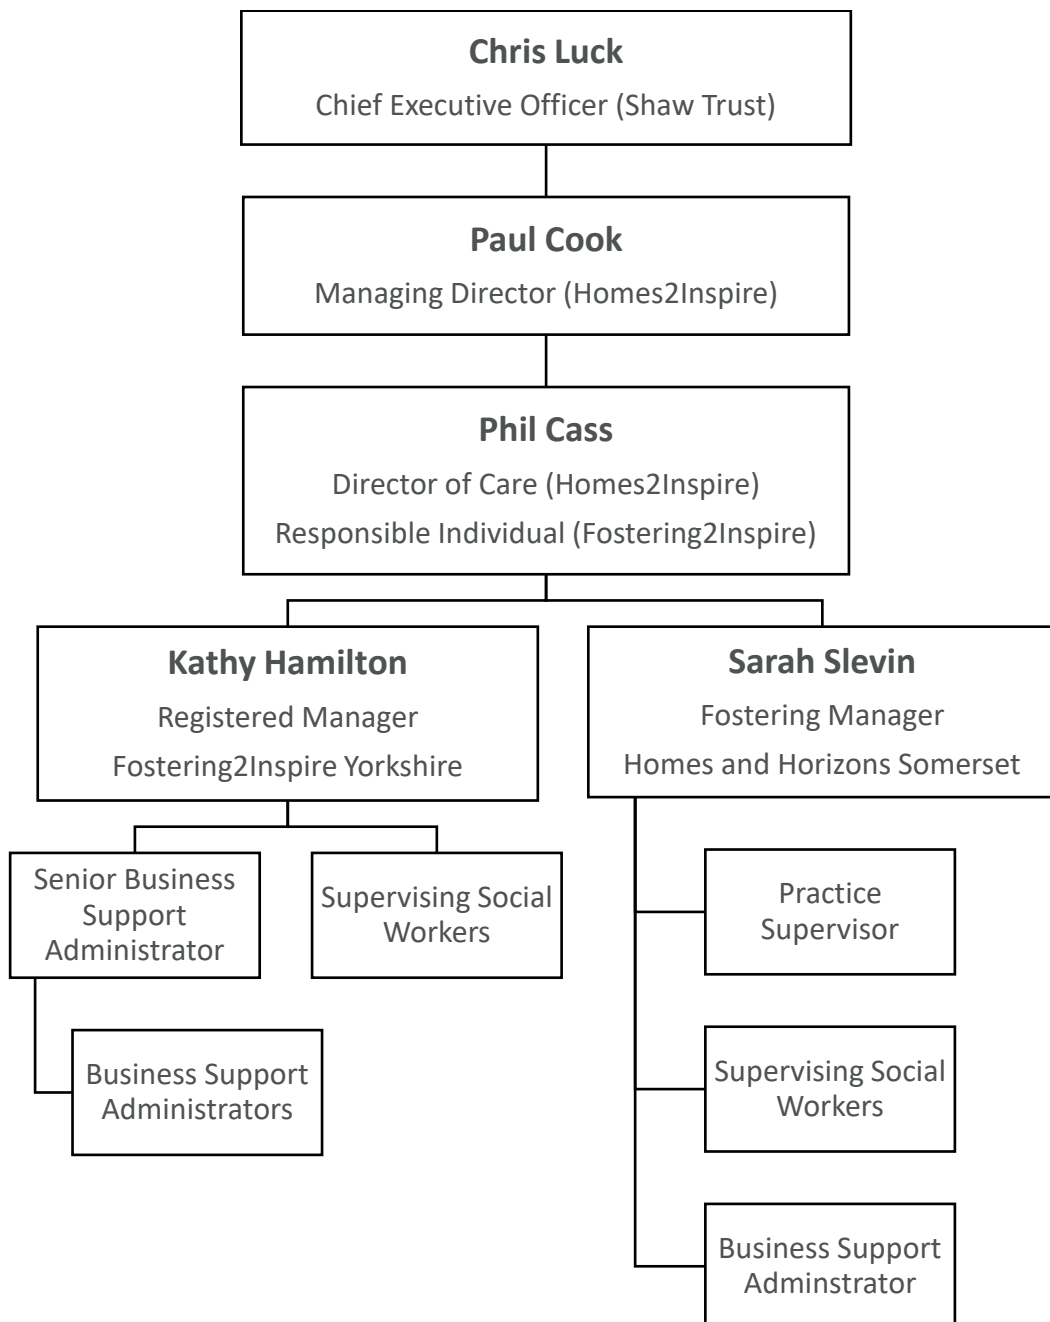 Chris Luck
Chief Executive Officer (Shaw Trust)
Paul Cook
Managing Director (Homes2Inspire)
Phil Cass
Director of Care (Homes2Inspire)
Responsible Individual (Fostering2Inspire)
Kathy Hamilton
Registered Manager
Fostering2Inspire Yorkshire
Sarah Slevin
Fostering Manager
Homes and Horizons Somerset
Senior Business
Support
Administrator
Supervising Social
Workers
Business Support
Administrators
Practice
Supervisor
Supervising Social
Workers
Business Support
Adminstrator